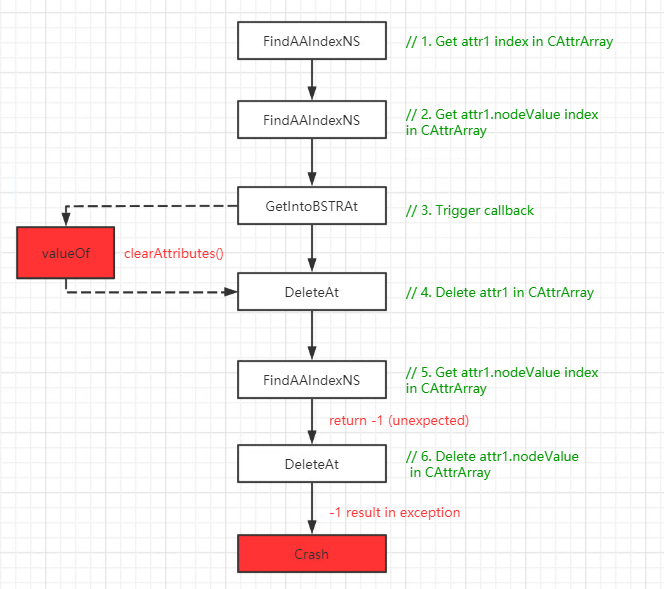 FindAAIndexNS
// 1. Get attr1 index in CAttrArray
FindAAIndexNS
// 2. Get attr1.nodeValue index
in CAttrArray
GetIntoBSTRAt
// 3. Trigger callback
valueOf
clearAttributes()
DeleteAt
// 4. Delete attr1 in CAttrArray
FindAAIndexNS
// 5. Get attr1.nodeValue index
in CAttrArray
return -1 (unexpected)
DeleteAt
// 6. Delete attr1.nodeValue
in CAttrArray
-1 result in exception
Crash